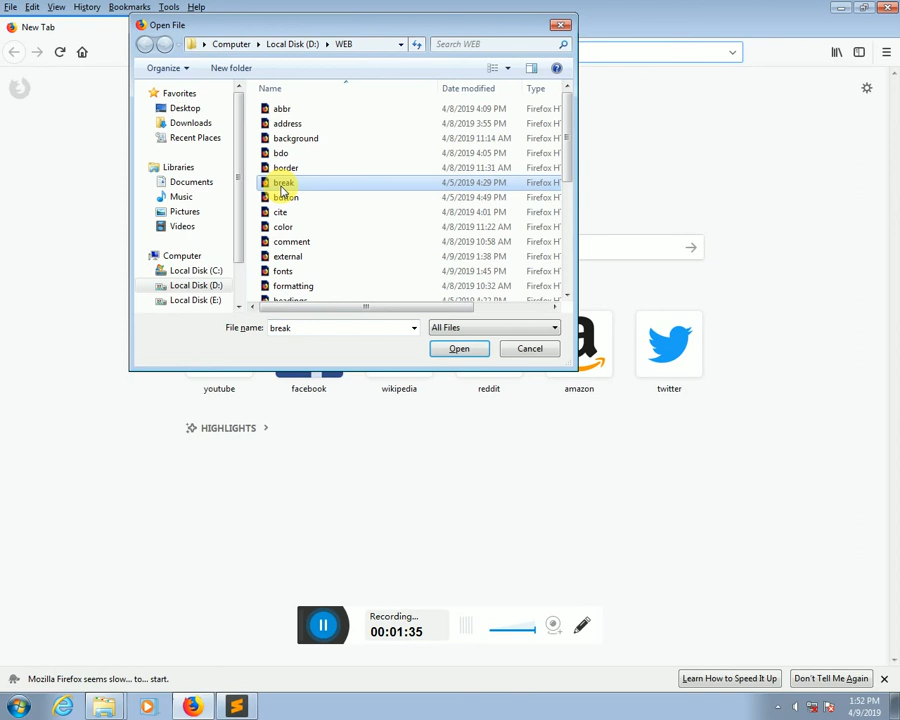 File Edit View History Bookmarks Tools Help
Open File
New Tab
Computer Local Disk (D:) WEB
Search WEB
Organize New folder
Favorites
Desktop
Downloads
Recent Places
Libraries
Documents
Music
Pictures
Videos
Computer
Local Disk (C:)
Local Disk (D:)
Local Disk (E:)
Name Date modified Type
abbr 4/8/2019 4:09 PM Firefox H
address 4/8/2019 3:55 PM Firefox H
background 4/8/2019 11:14 AM Firefox H
bdo 4/8/2019 4:05 PM Firefox H
border 4/8/2019 11:31 AM Firefox H
break 4/5/2019 4:29 PM Firefox H
button 4/5/2019 4:49 PM Firefox H
cite 4/8/2019 4:01 PM Firefox H
color 4/8/2019 11:22 AM Firefox H
comment 4/8/2019 10:58 AM Firefox H
external 4/9/2019 1:38 PM Firefox H
fonts 4/9/2019 1:45 PM Firefox H
formatting 4/8/2019 10:32 AM Firefox H
headings 4/5/2019 4:22 PM Firefox H
File name: break All Files
Open Cancel
youtube facebook wikipedia reddit amazon twitter
HIGHLIGHTS
Recording...
00:01:35
Mozilla Firefox seems slow... to... start.
Learn How to Speed It Up Don't Tell Me Again
1:52 PM
4/9/2019